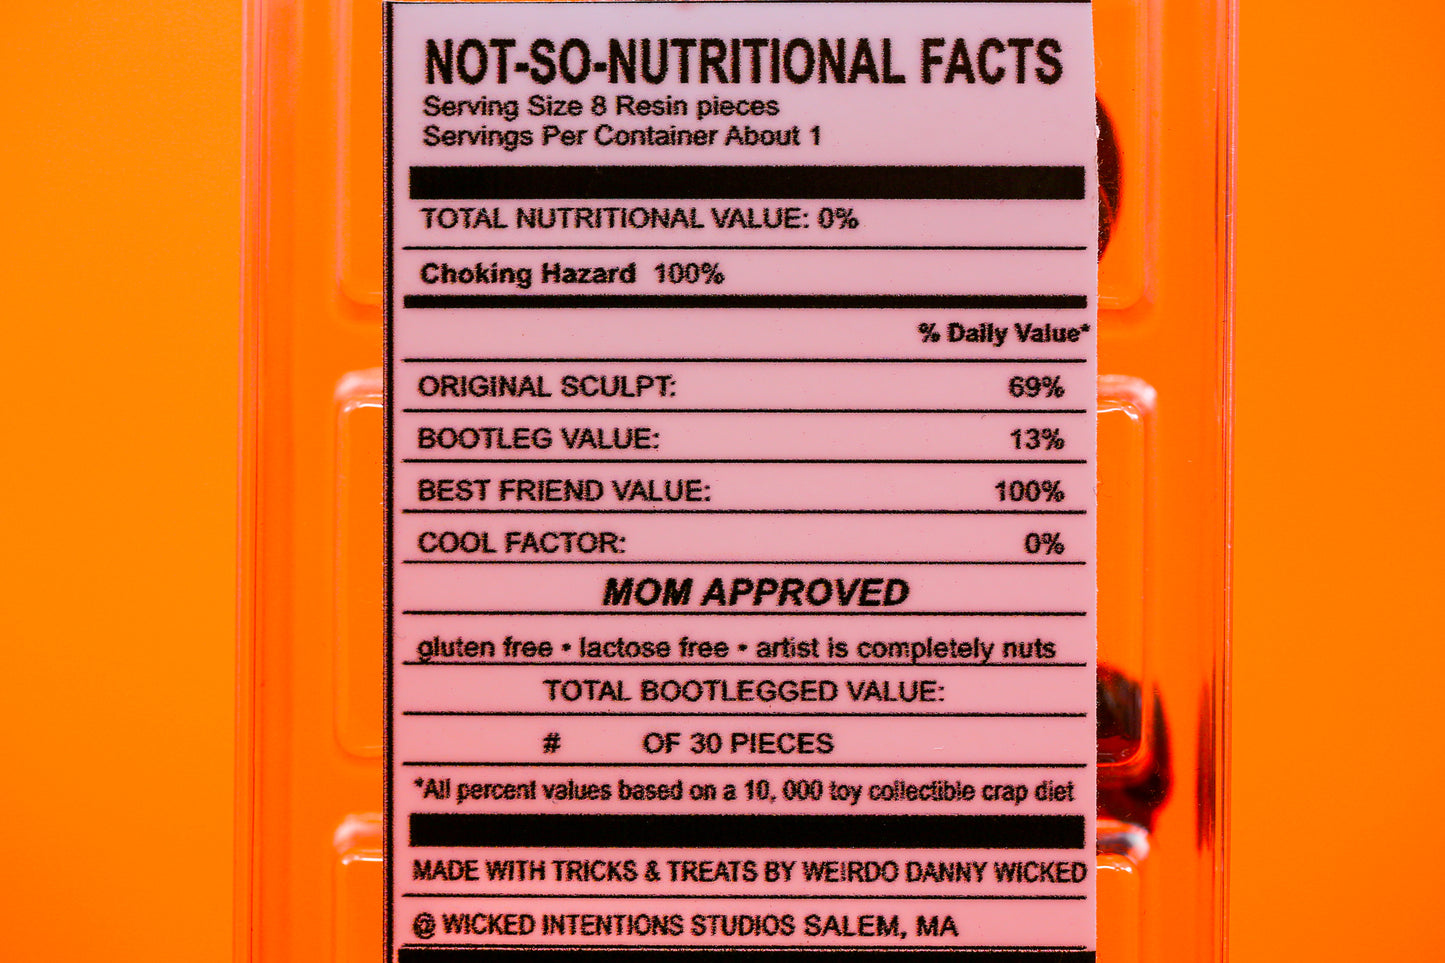 NOT-SO-NUTRITIONAL FACTS
Serving Size 8 Resin pieces
Servings Per Container About 1
TOTAL NUTRITIONAL VALUE: 0%
Choking Hazard 100%
% Daily Value*
ORIGINAL SCULPT: 69%
BOOTLEG VALUE: 13%
BEST FRIEND VALUE: 100%
COOL FACTOR: 0%
MOM APPROVED
gluten free • lactose free • artist is completely nuts
TOTAL BOOTLEGGED VALUE:
# OF 30 PIECES
*All percent values based on a 10, 000 toy collectible crap diet
MADE WITH TRICKS & TREATS BY WEIRDO DANNY WICKED
@ WICKED INTENTIONS STUDIOS SALEM, MA